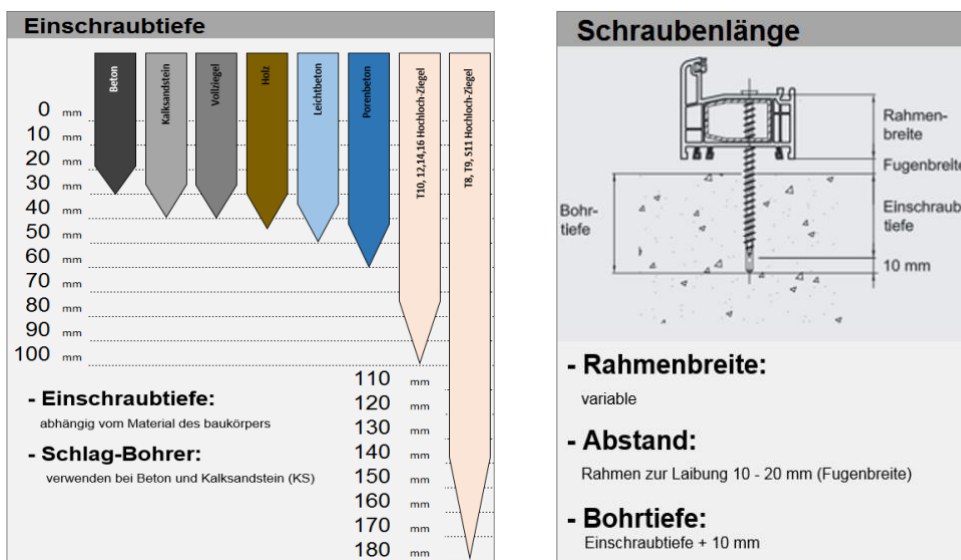 Einschraubtiefe
Beton
Kalksandstein
Vollziegel
Holz
Leichtbeton
Porenbeton
T10, 12,14,16 Hochloch-Ziegel
T8, T9, S11 Hochloch-Ziegel
0 mm
10 mm
20 mm
30 mm
40 mm
50 mm
60 mm
70 mm
80 mm
90 mm
100 mm
110 mm
120 mm
130 mm
140 mm
150 mm
160 mm
170 mm
180 mm
- Einschraubtiefe:
abhängig vom Material des baukörpers
- Schlag-Bohrer:
verwenden bei Beton und Kalksandstein (KS)
Schraubenlänge
Rahmen-
breite
Fugenbreite
Bohr-
tiefe
Einschraub
tiefe
10 mm
- Rahmenbreite:
variable
- Abstand:
Rahmen zur Laibung 10 - 20 mm (Fugenbreite)
- Bohrtiefe:
Einschraubtiefe + 10 mm